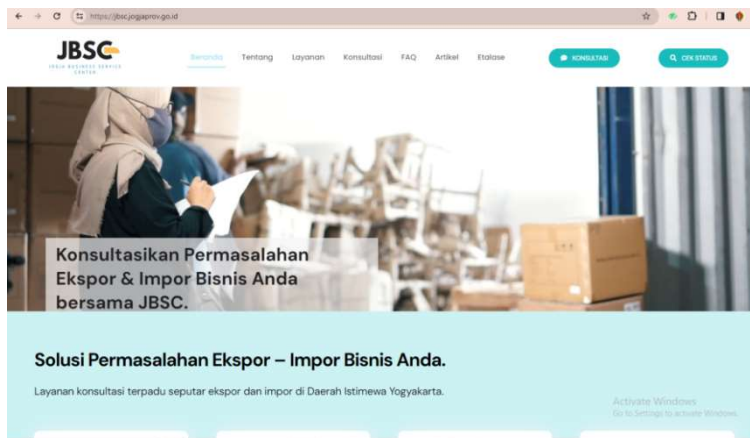 https://jbsc.jogjaprov.go.id
JBSC
JOGJA BUSINESS SERVICE
CENTER
Beranda Tentang Layanan Konsultasi FAQ Artikel Etalase KONSULTASI CEK STATUS
Konsultasikan Permasalahan
Ekspor & Impor Bisnis Anda
bersama JBSC.
Solusi Permasalahan Ekspor – Impor Bisnis Anda.
Layanan konsultasi terpadu seputar ekspor dan impor di Daerah Istimewa Yogyakarta.
Activate Windows
Go to Settings to activate Windows.